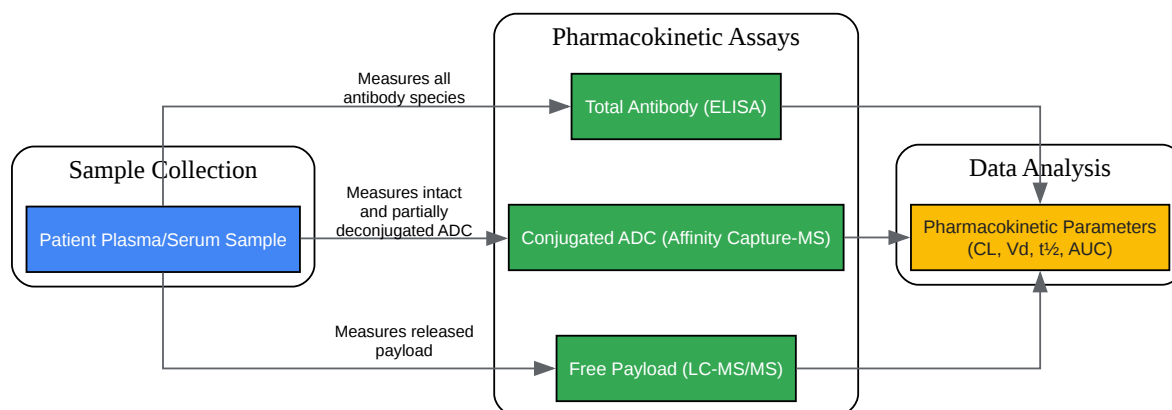 Pharmacokinetic Assays
Measures all
antibody species
Total Antibody (ELISA)
Sample Collection
Data Analysis
Measures intact
and partially
deconjugated ADC
Patient Plasma/Serum Sample
Conjugated ADC (Affinity Capture-MS)
Pharmacokinetic Parameters
(CL, Vd, t½, AUC)
Measures released
payload
Free Payload (LC-MS/MS)